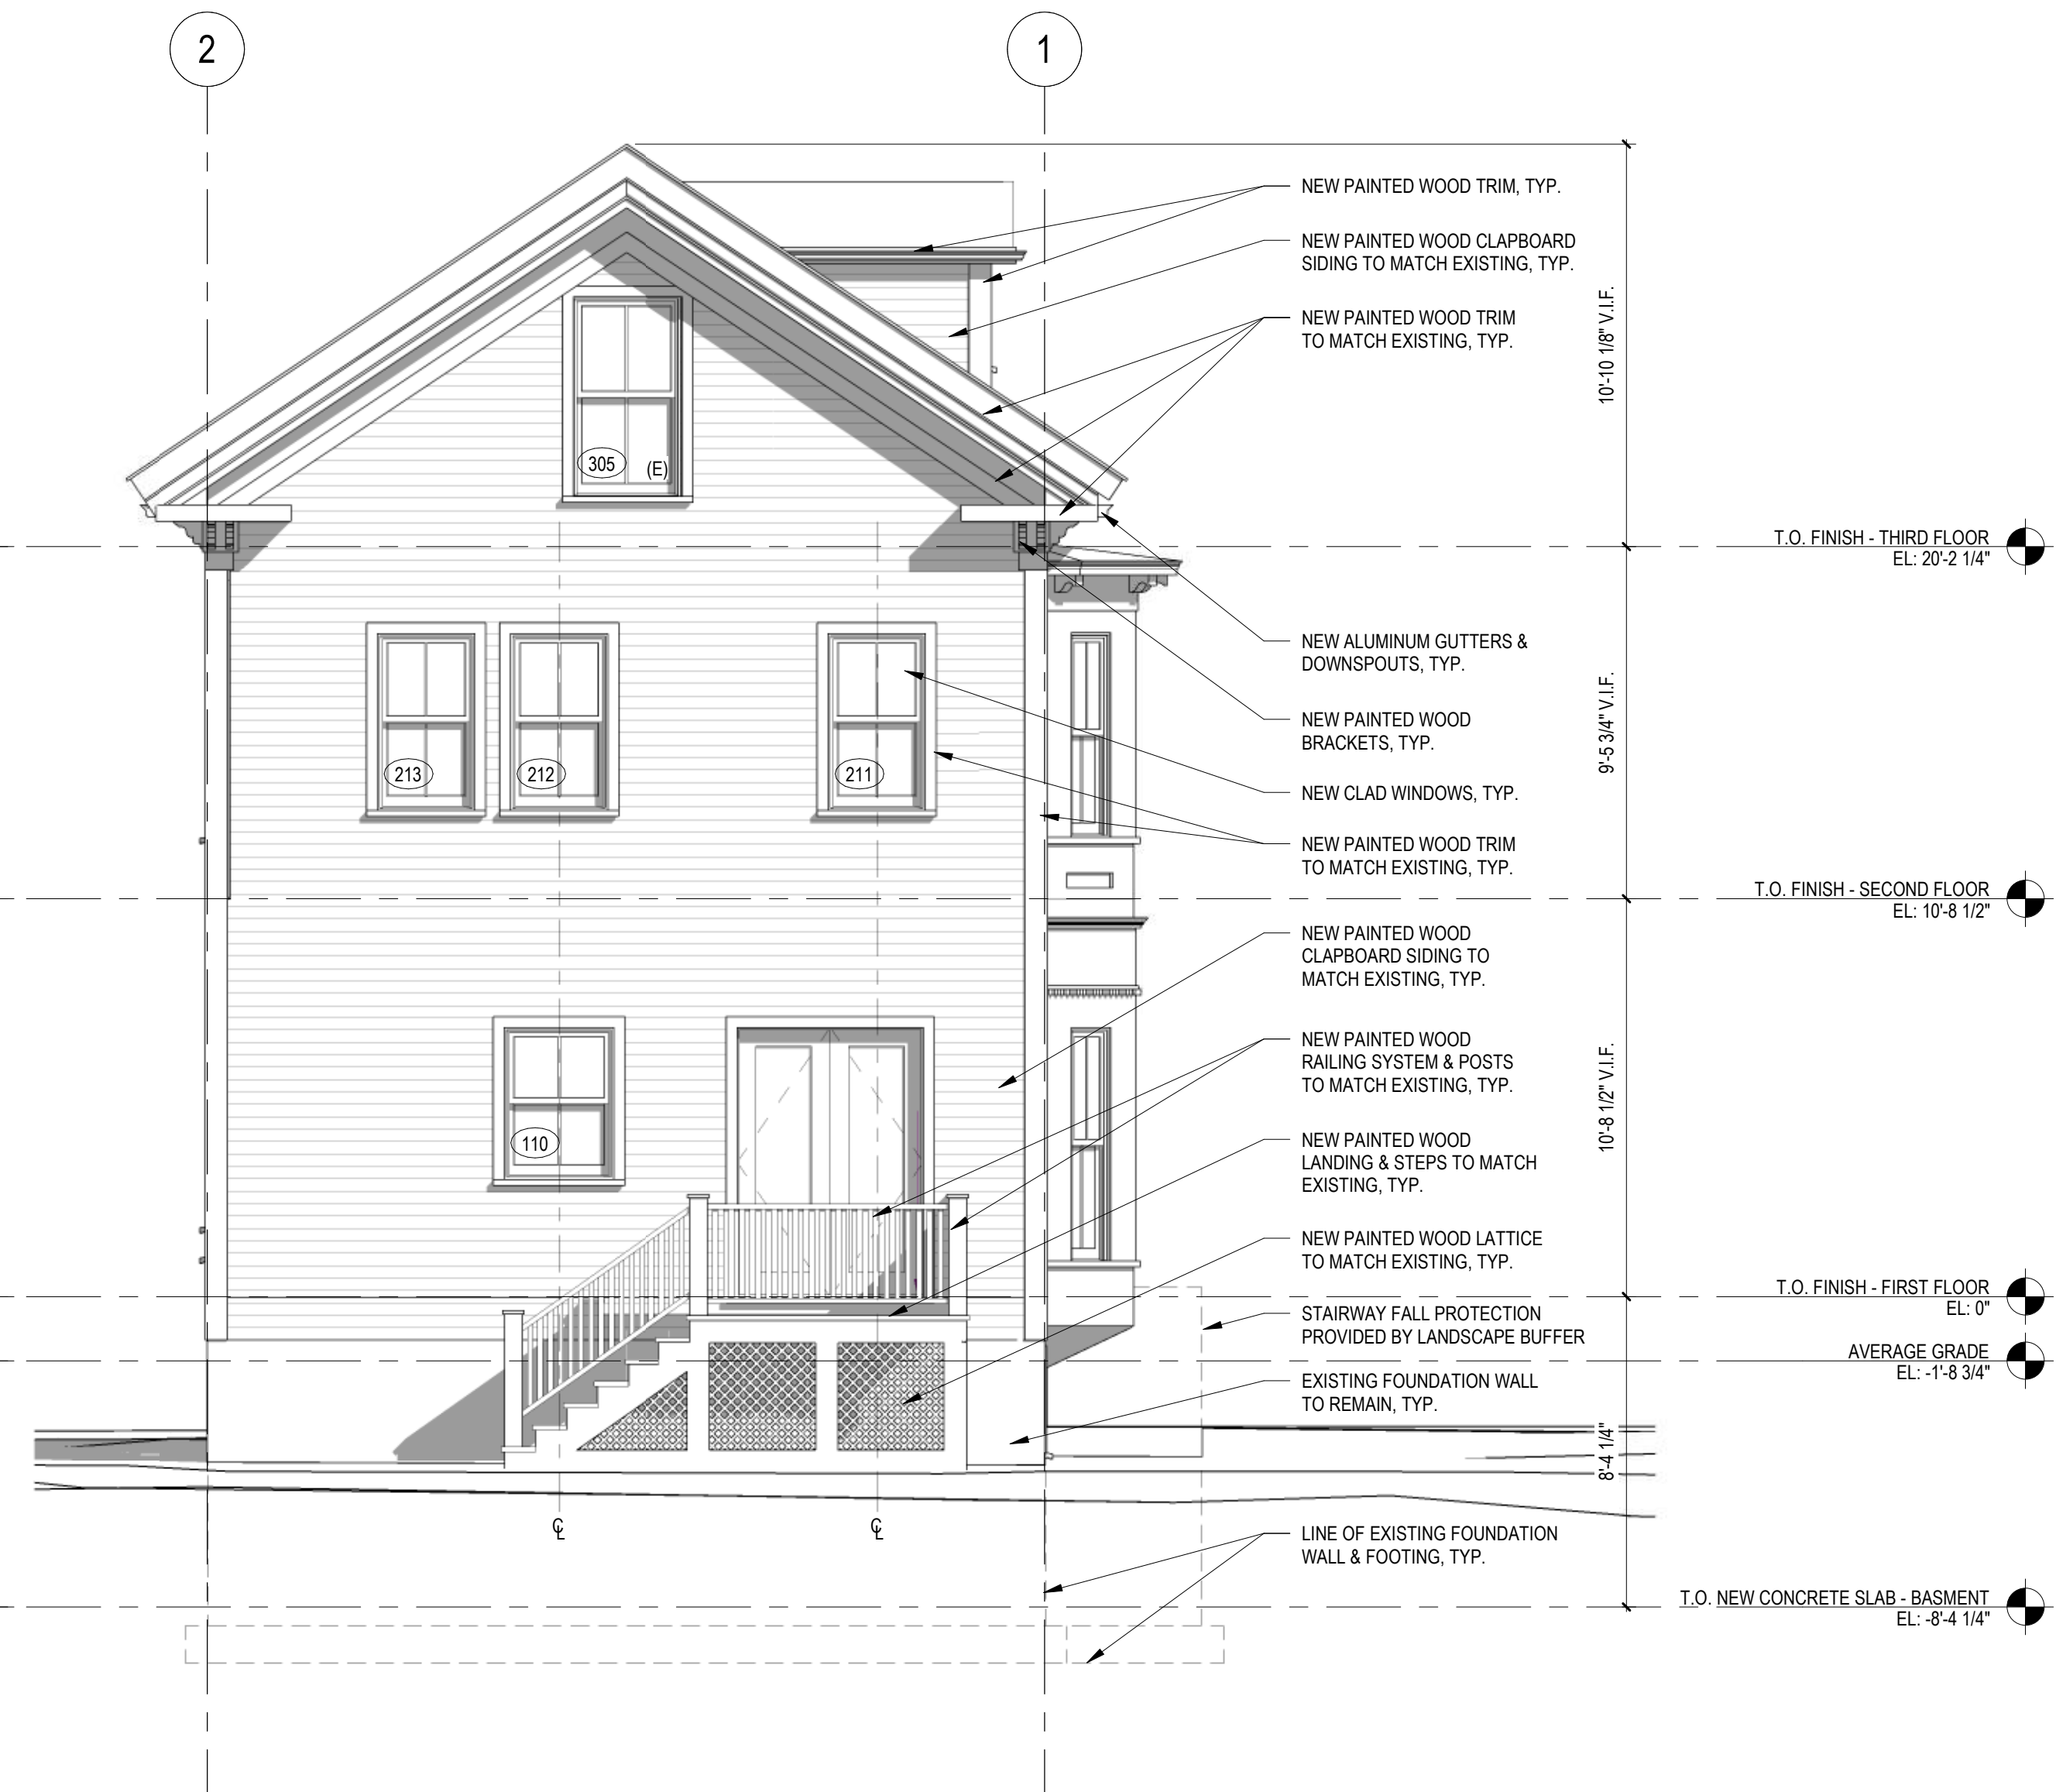 2
1
NEW PAINTED WOOD TRIM, TYP.
NEW PAINTED WOOD CLAPBOARD
SIDING TO MATCH EXISTING, TYP.
NEW PAINTED WOOD TRIM
TO MATCH EXISTING, TYP.
10'-10 1/8" V.I.F.
305
(E)
T.O. FINISH - THIRD FLOOR
EL: 20'-2 1/4"
NEW ALUMINUM GUTTERS &
DOWNSPOUTS, TYP.
NEW PAINTED WOOD
BRACKETS, TYP.
9'-5 3/4" V.I.F.
213
212
211
NEW CLAD WINDOWS, TYP.
NEW PAINTED WOOD TRIM
TO MATCH EXISTING, TYP.
T.O. FINISH - SECOND FLOOR
EL: 10'-8 1/2"
NEW PAINTED WOOD
CLAPBOARD SIDING TO
MATCH EXISTING, TYP.
NEW PAINTED WOOD
RAILING SYSTEM & POSTS
TO MATCH EXISTING, TYP.
10'-8 1/2" V.I.F.
110
NEW PAINTED WOOD
LANDING & STEPS TO MATCH
EXISTING, TYP.
NEW PAINTED WOOD LATTICE
TO MATCH EXISTING, TYP.
T.O. FINISH - FIRST FLOOR
EL: 0"
STAIRWAY FALL PROTECTION
PROVIDED BY LANDSCAPE BUFFER
AVERAGE GRADE
EL: -1'-8 3/4"
EXISTING FOUNDATION WALL
TO REMAIN, TYP.
8'-4 1/4"
℄
℄
LINE OF EXISTING FOUNDATION
WALL & FOOTING, TYP.
T.O. NEW CONCRETE SLAB - BASMENT
EL: -8'-4 1/4"